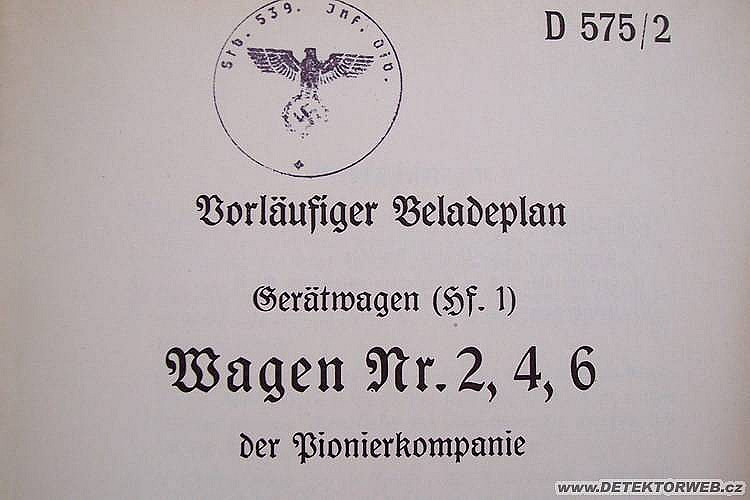 Stb. 539. Inf. Div.
D 575/2
Vorläufiger Beladeplan
Gerätwagen (Hf. 1)
Wagen Nr. 2, 4, 6
der Pionierkompanie
www.DETEKTORWEB.cz